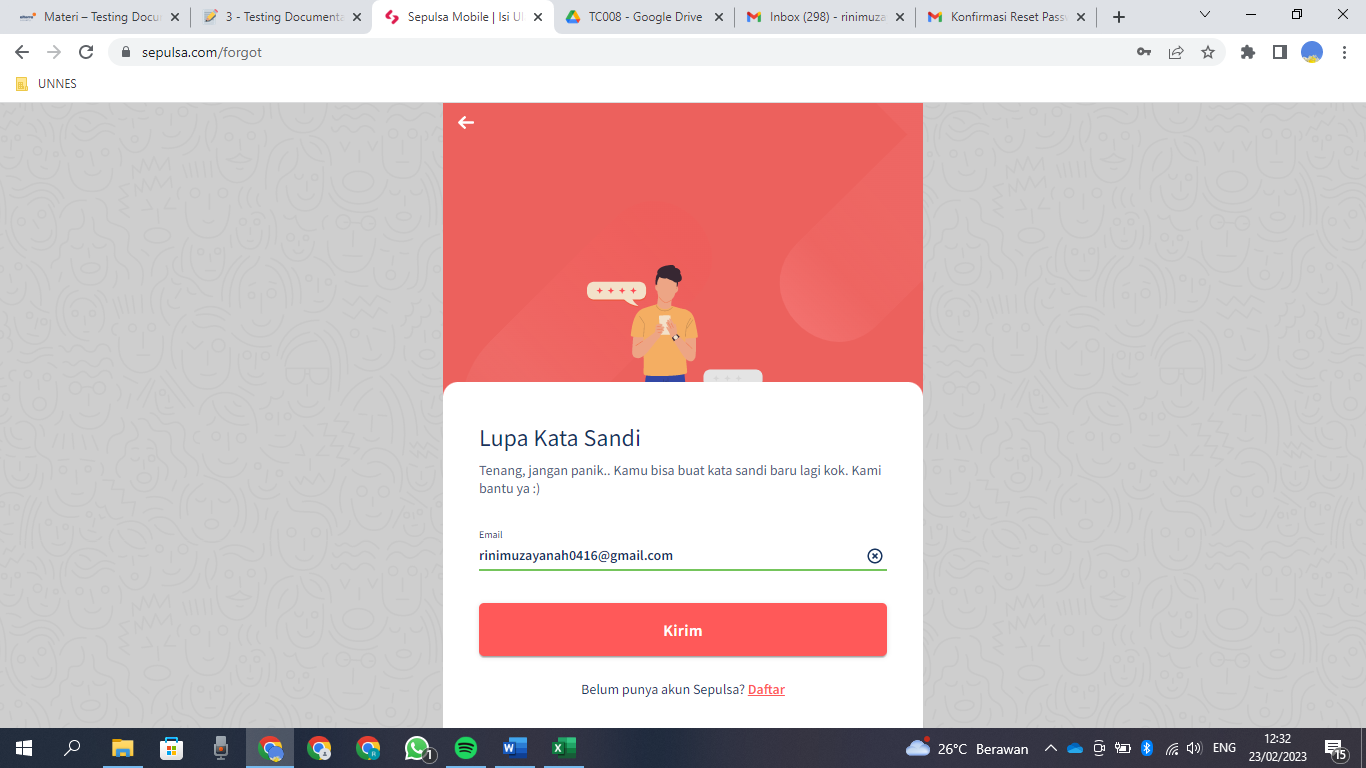 Materi – Testing Docu
3 - Testing Documenta
Sepulsa Mobile | Isi Ul
TC008 - Google Drive
Inbox (298) - rinimuza
Konfirmasi Reset Pass
sepulsa.com/forgot
UNNES
Lupa Kata Sandi
Tenang, jangan panik.. Kamu bisa buat kata sandi baru lagi kok. Kami
bantu ya :)
Email
rinimuzayanah0416@gmail.com
Kirim
Belum punya akun Sepulsa? Daftar
1
26°C Berawan
ENG
12:32
23/02/2023
15